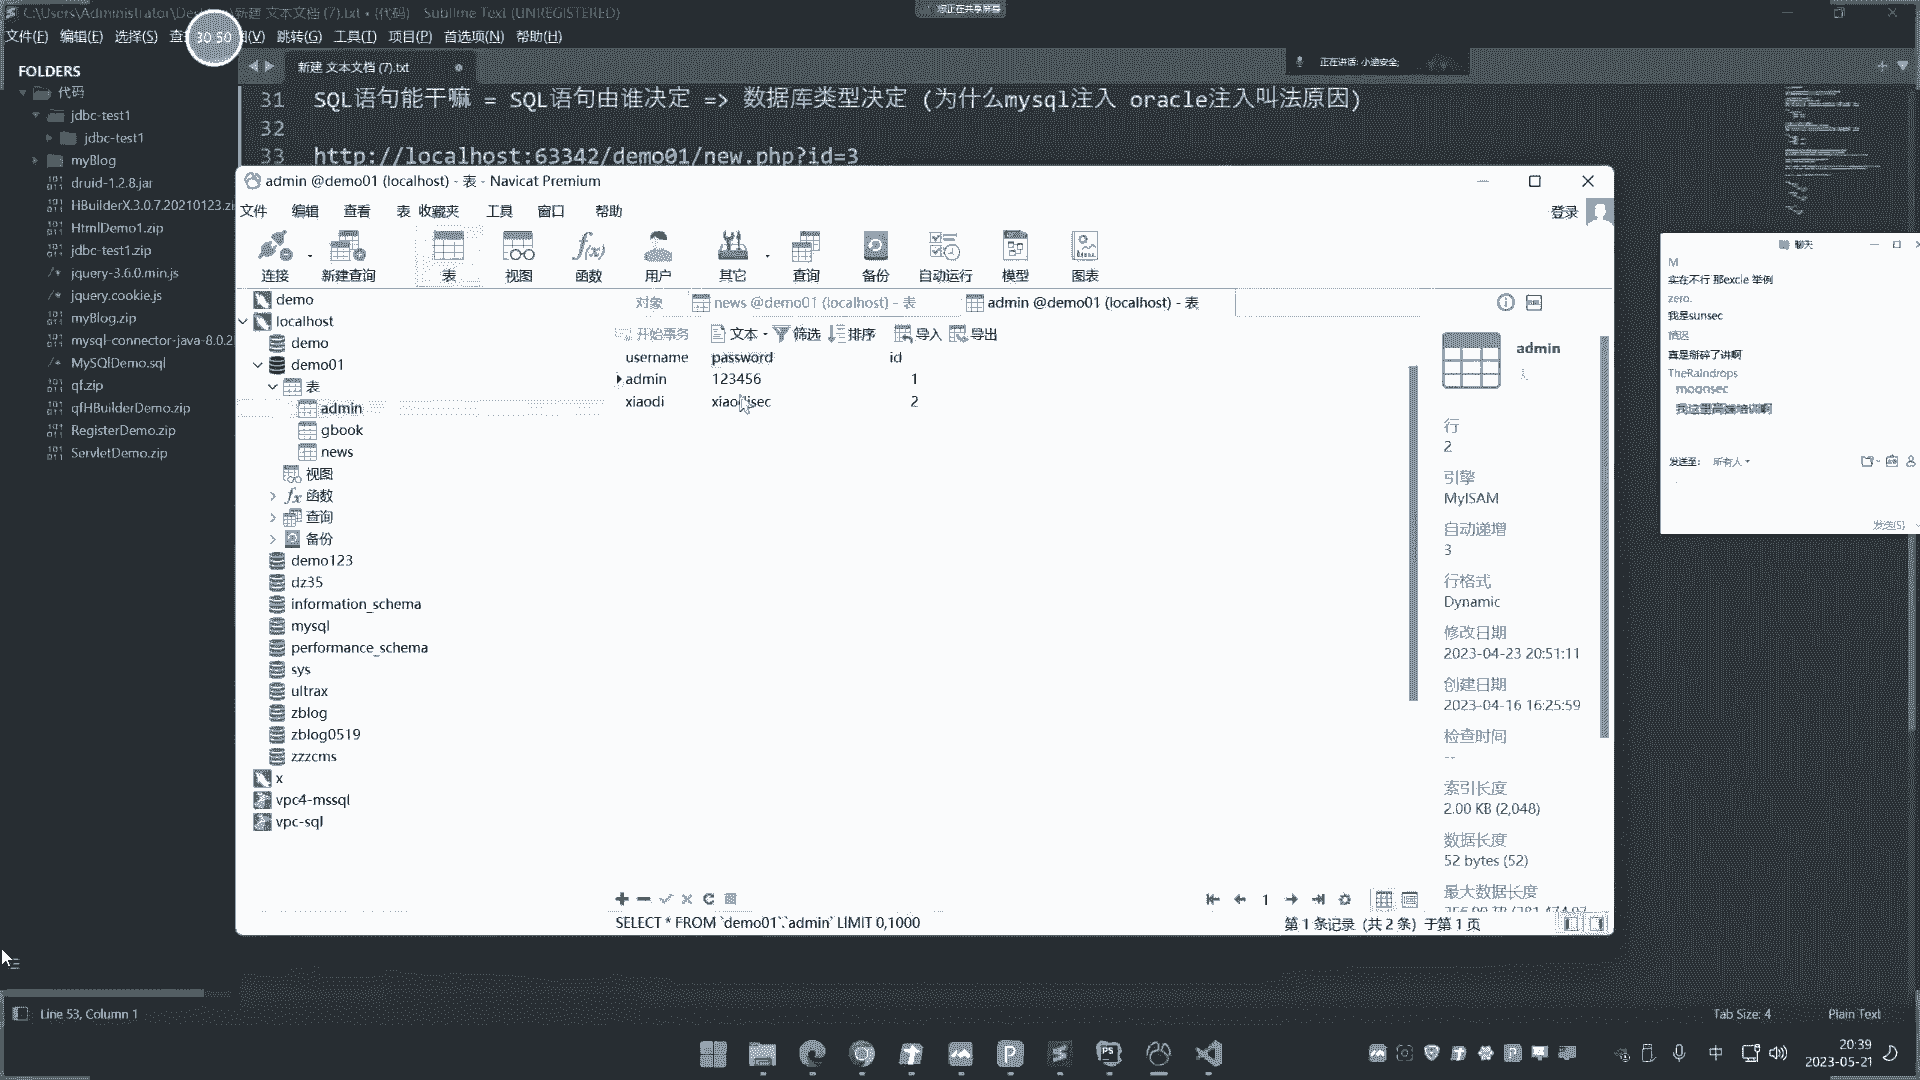 C:\Users\Administrator\Desktop\新建 文本文档 (7).txt • (代码) - Sublime Text (UNREGISTERED)
您正在共享屏幕
文件(F) 编辑(E) 选择(S) 查 (V) 跳转(G) 工具(T) 项目(P) 首选项(N) 帮助(H)
30:50
FOLDERS
代码
jdbc-test1
jdbc-test1
myBlog
druid-1.2.8.jar
HBuilderX.3.0.7.20210123.zi
HtmlDemo1.zip
jdbc-test1.zip
jquery-3.6.0.min.js
jquery.cookie.js
myBlog.zip
mysql-connector-java-8.0.2
MySQlDemo.sql
qf.zip
qfHBuilderDemo.zip
RegisterDemo.zip
ServletDemo.zip
新建 文本文档 (7).txt
正在讲话: 小迪安全;
31 SQL语句能干嘛 = SQL语句由谁决定 => 数据库类型决定 (为什么mysql注入 oracle注入叫法原因)
32
33 http://localhost:63342/demo01/new.php?id=3
admin @demo01 (localhost) - 表 - Navicat Premium
文件 编辑 查看 表 收藏夹 工具 窗口 帮助
登录
连接 新建查询 表 视图 函数 用户 其它 查询 备份 自动运行 模型 图表
demo
localhost
demo
demo01
表
admin
gbook
news
视图
函数
查询
备份
demo123
dz35
information_schema
mysql
performance_schema
sys
ultrax
zblog
zblog0519
zzzcms
x
vpc4-mssql
vpc-sql
对象 news @demo01 (localhost) - 表 admin @demo01 (localhost) - 表
开始事务 文本 筛选 排序 导入 导出
username password id
admin 123456 1
xiaodi xiaodisec 2
admin
行
2
引擎
MyISAM
自动递增
3
行格式
Dynamic
修改日期
2023-04-23 20:51:11
创建日期
2023-04-16 16:25:59
检查时间
--
索引长度
2.00 KB (2,048)
数据长度
52 bytes (52)
最大数据长度
SELECT * FROM `demo01`.`admin` LIMIT 0,1000
第 1 条记录 (共 2 条) 于第 1 页
聊天
M
实在不行 那excle 举例
zero.
我是sunsec
真是掰碎了讲啊
TheRaindrops
moonsec
发送至: 所有人
发送(S)
Line 53, Column 1
Tab Size: 4
Plain Text
中
20:39
2023-05-21